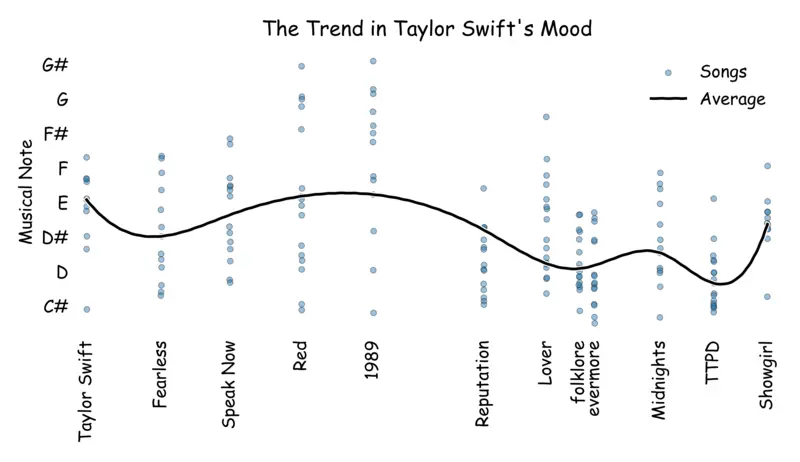 The Trend in Taylor Swift's Mood
Songs
Average
Musical Note
G#
G
F#
F
E
D#
D
C#
Taylor Swift
Fearless
Speak Now
Red
1989
Reputation
Lover
folklore
evermore
Midnights
TTPD
Showgirl